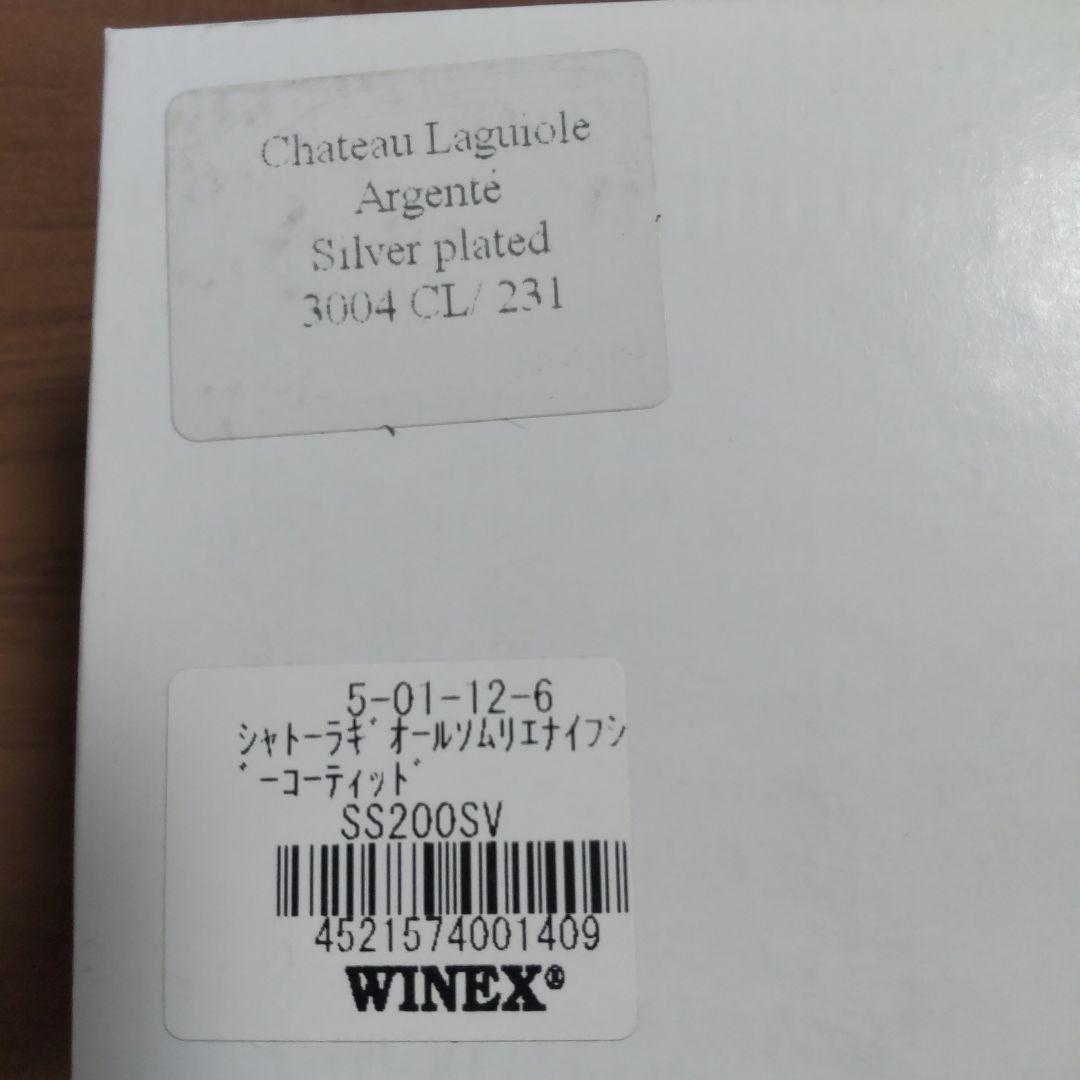 Chateau Laguiole
Argenté
Silver plated
3004 CL/ 231
5-01-12-6
シャトーラギﾞオールソムリエナイフシ
ﾞーコーティッドﾞ
SS200SV
4521574001409
WINEX®